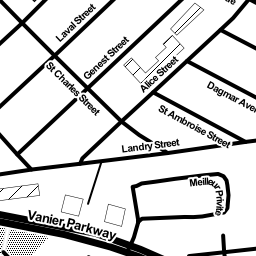 Laval Street
Genest Street
Alice Street
St Charles Street
Dagmar Aven
St Ambroise Street
Landry Street
Meilleur Private
Vanier Parkway